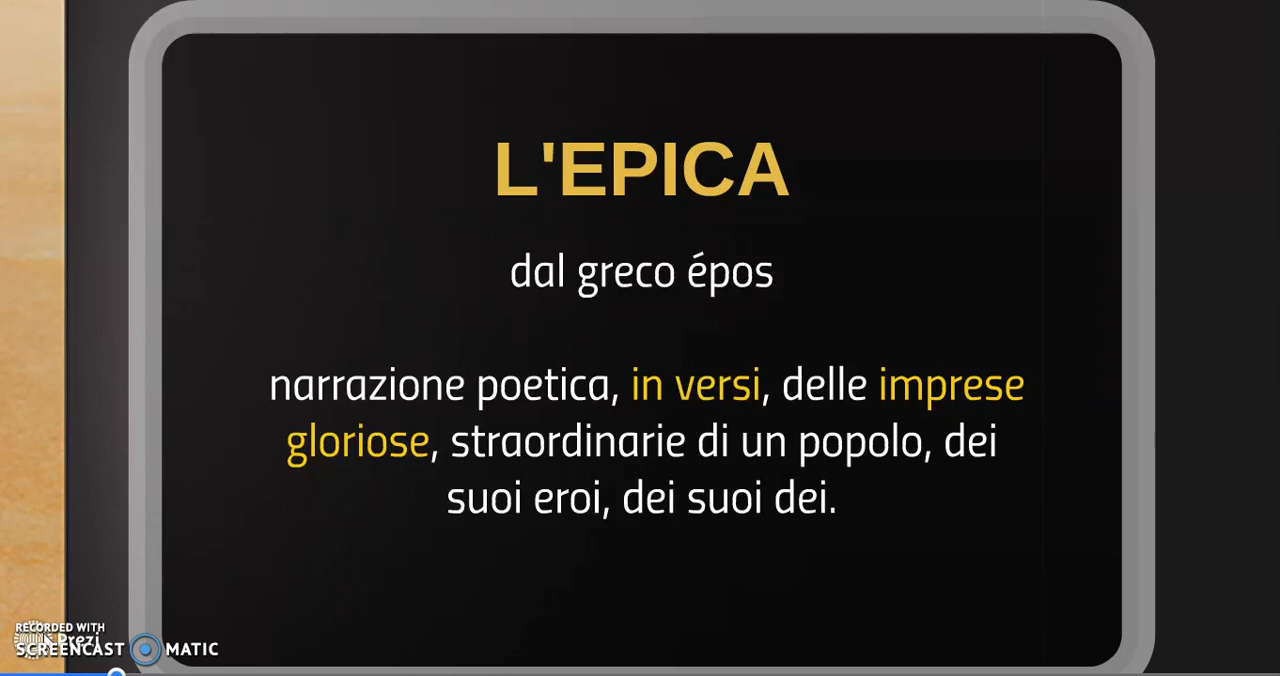 L'EPICA
dal greco épos
narrazione poetica, in versi, delle imprese
gloriose, straordinarie di un popolo, dei
suoi eroi, dei suoi dei.
RECORDED WITH
Prezi
SCREENCAST MATIC